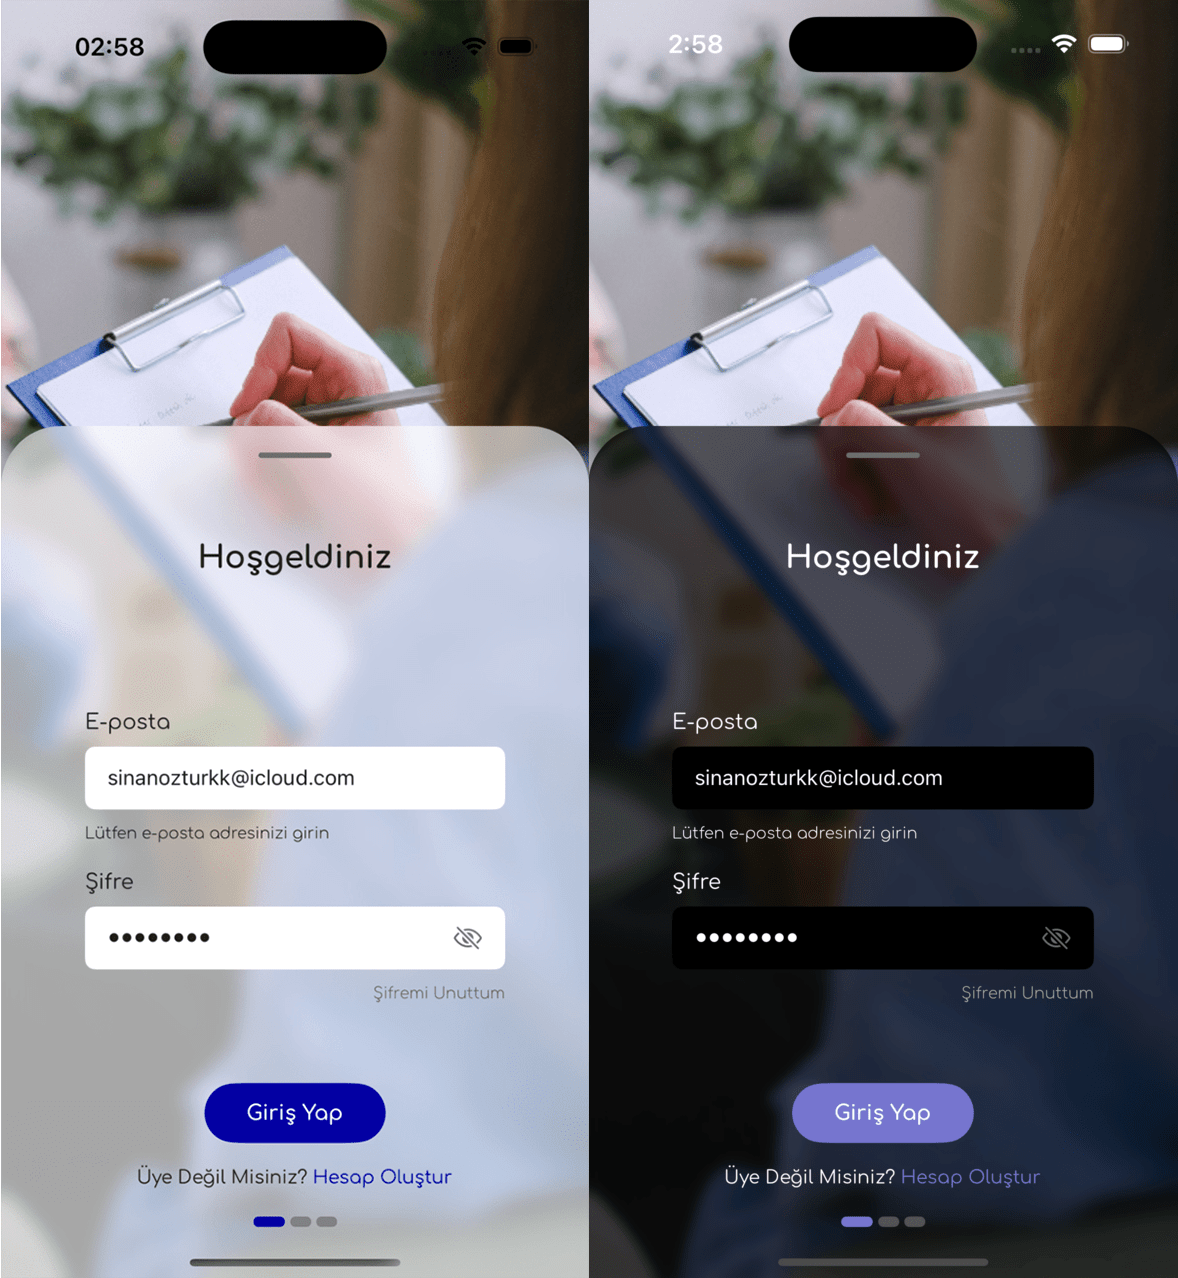 02:58
Hoşgeldiniz
E-posta
sinanozturkk@icloud.com
Lütfen e-posta adresinizi girin
Şifre
••••••••
Şifremi Unuttum
Giriş Yap
Üye Değil Misiniz? Hesap Oluştur
2:58
Hoşgeldiniz
E-posta
sinanozturkk@icloud.com
Lütfen e-posta adresinizi girin
Şifre
••••••••
Şifremi Unuttum
Giriş Yap
Üye Değil Misiniz? Hesap Oluştur